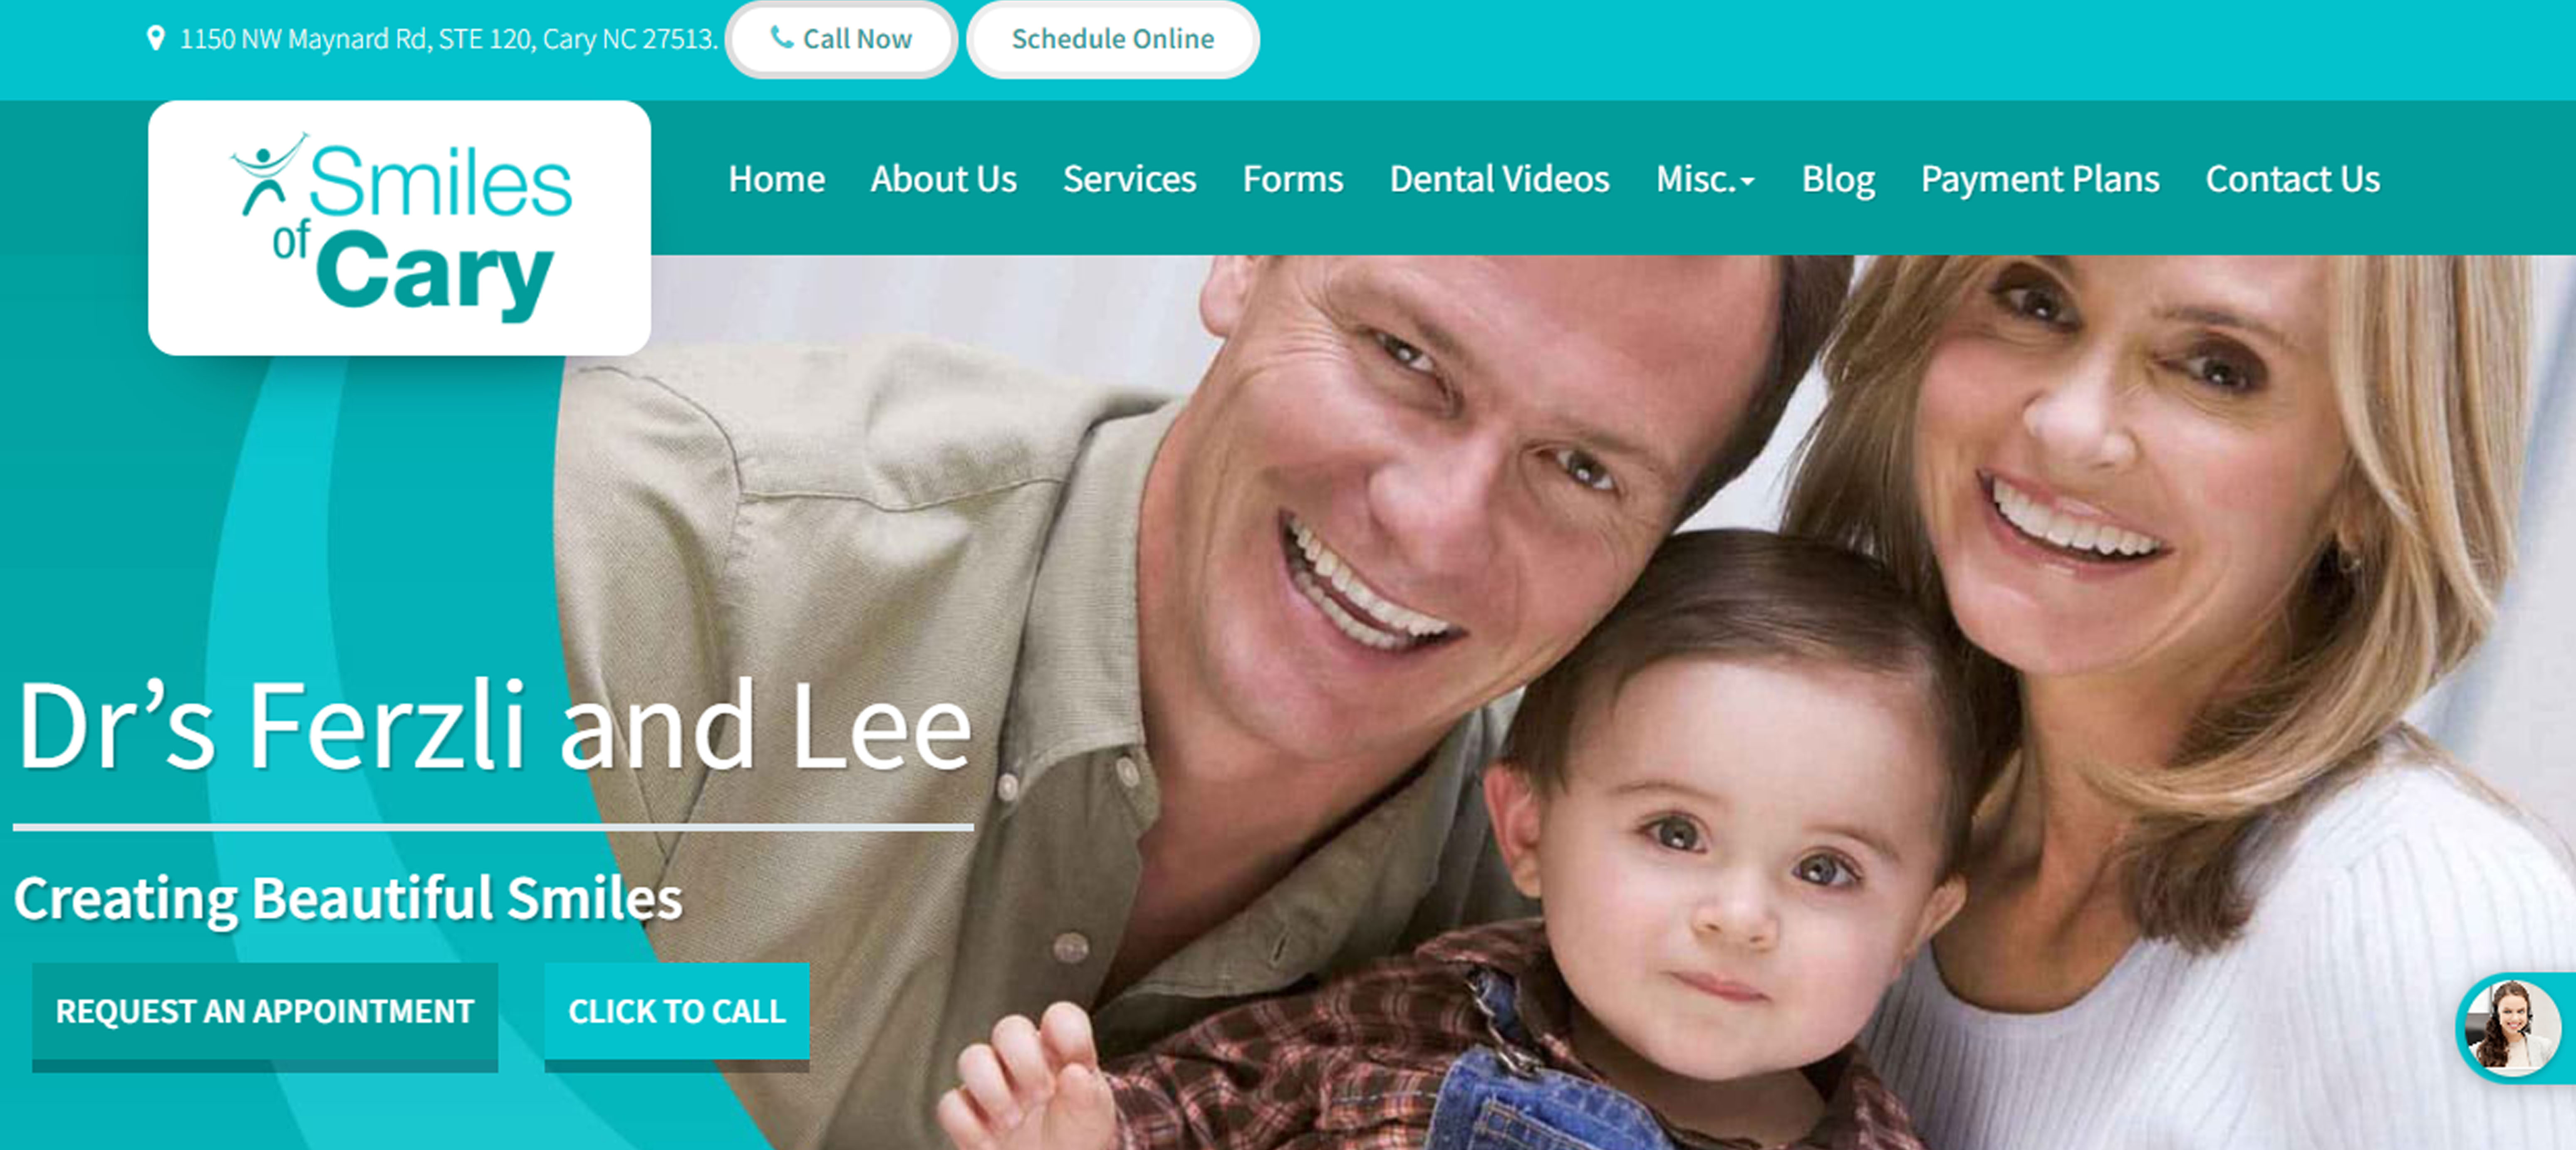 1150 NW Maynard Rd, STE 120, Cary NC 27513.
Call Now
Schedule Online
Smiles
of Cary
Home About Us Services Forms Dental Videos Misc. Blog Payment Plans Contact Us
Dr’s Ferzli and Lee
Creating Beautiful Smiles
REQUEST AN APPOINTMENT
CLICK TO CALL